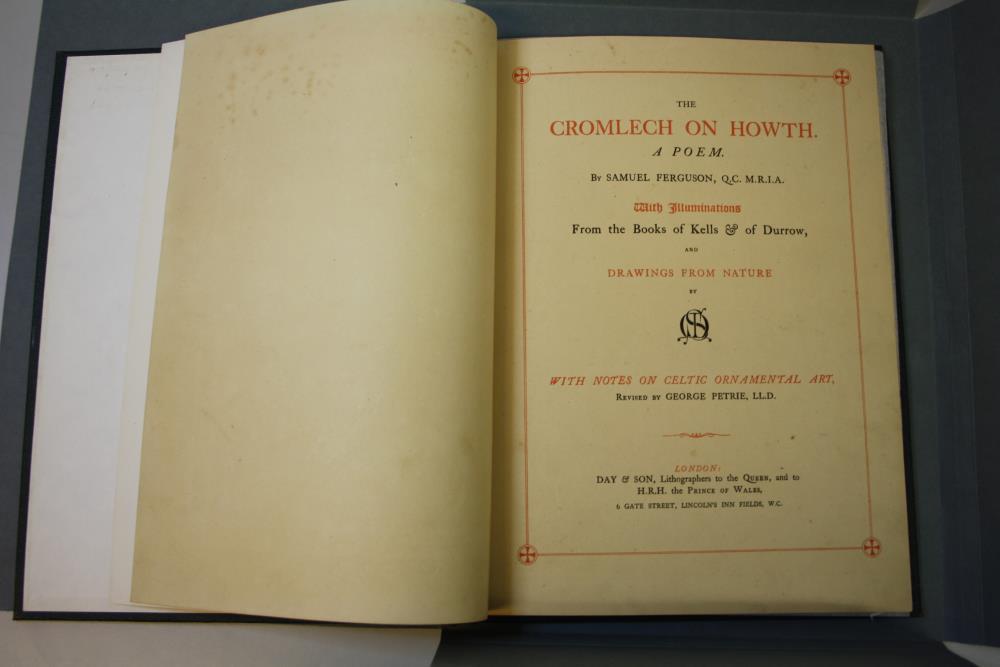 THE
CROMLECH ON HOWTH.
A POEM.
By SAMUEL FERGUSON, Q.C. M.R.I.A.
With Illuminations
From the Books of Kells & of Durrow,
AND
DRAWINGS FROM NATURE
BY
WITH NOTES ON CELTIC ORNAMENTAL ART,
Revised by GEORGE PETRIE, LL.D.
LONDON:
DAY & SON, Lithographers to the Queen, and to
H.R.H. the Prince of Wales,
6 GATE STREET, LINCOLN'S INN FIELDS, W.C.